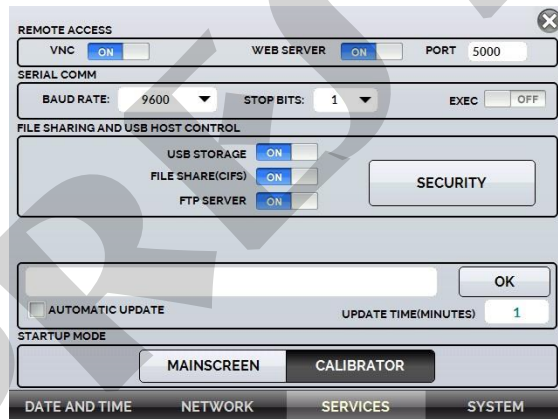 REMOTE ACCESS
VNC ON WEB SERVER ON PORT 5000
SERIAL COMM
BAUD RATE: 9600 STOP BITS: 1 EXEC OFF
FILE SHARING AND USB HOST CONTROL
USB STORAGE ON
FILE SHARE(CIFS) ON
FTP SERVER ON
SECURITY
OK
AUTOMATIC UPDATE UPDATE TIME(MINUTES) 1
STARTUP MODE
MAINSCREEN CALIBRATOR
DATE AND TIME NETWORK SERVICES SYSTEM